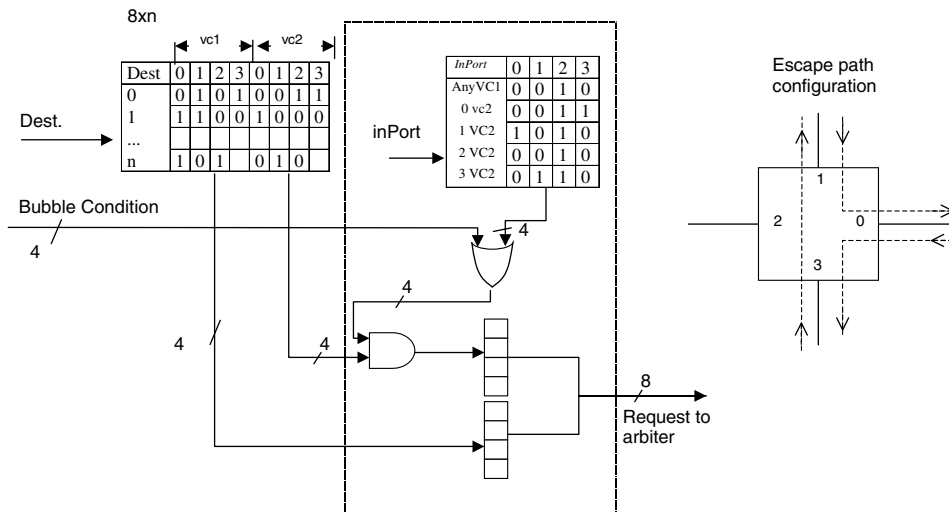 8xn
vc1 vc2
Dest 0 1 2 3 0 1 2 3
0 0 1 0 1 0 0 1 1
1 1 1 0 0 1 0 0 0
...
n 1 0 1 0 1 0
Dest.
InPort 0 1 2 3
AnyVC1 0 0 1 0
0 vc2 0 0 1 1
1 VC2 1 0 1 0
2 VC2 0 0 1 0
3 VC2 0 1 1 0
inPort
Escape path
configuration
1
2 0
3
Bubble Condition
4
4
4
4
4
8
Request to
arbiter